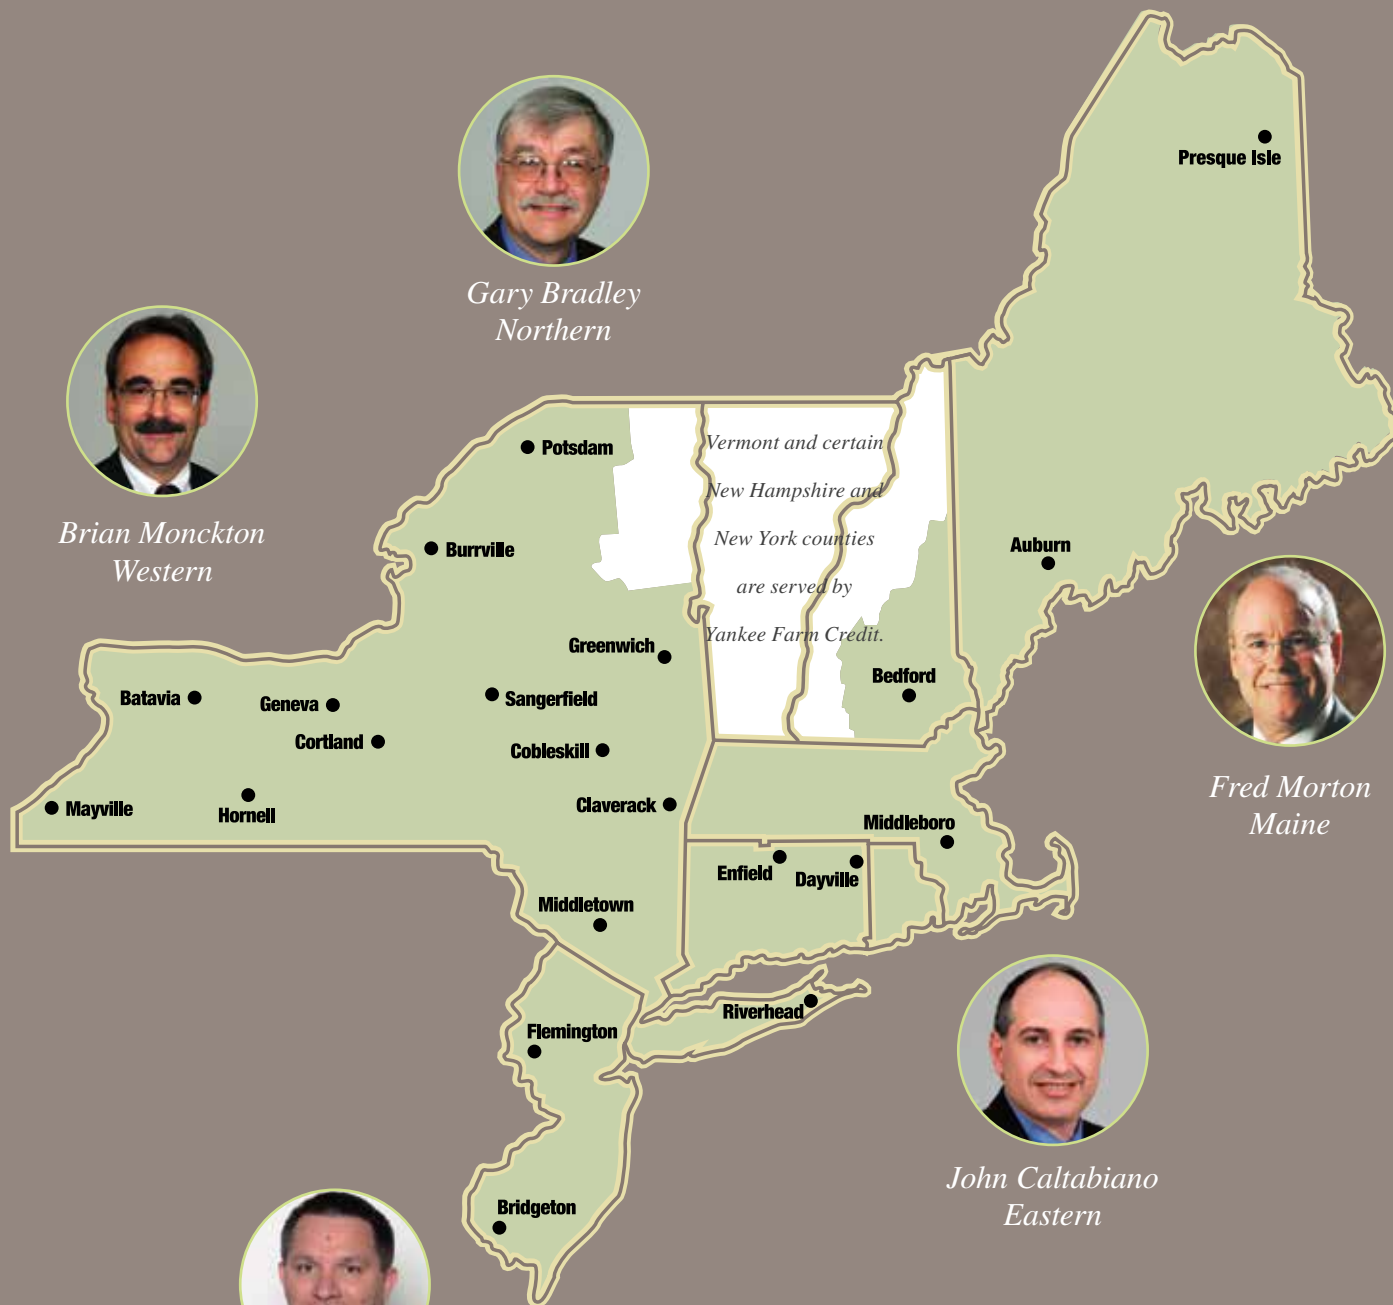 Presque Isle
Gary Bradley
Northern
Brian Monckton
Western
Potsdam
Vermont and certain
New Hampshire and
New York counties
are served by
Yankee Farm Credit.
Burrville
Auburn
Greenwich
Bedford
Batavia
Geneva
Sangerfield
Cortland
Cobleskill
Mayville
Hornell
Claverack
Middleboro
Fred Morton
Maine
Enfield
Dayville
Middletown
Riverhead
Flemington
John Caltabiano
Eastern
Bridgeton